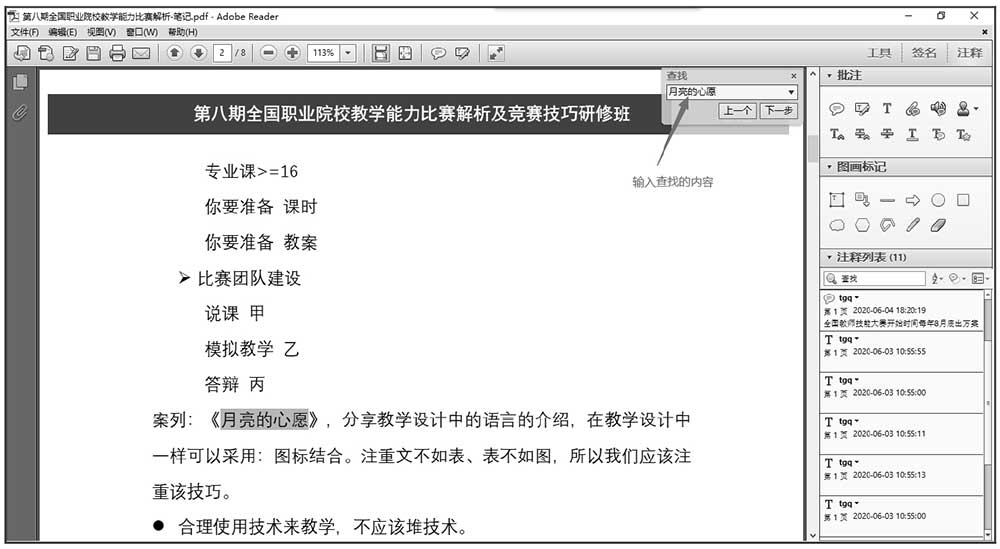 第八期全国职业院校教学能力比赛解析-笔记.pdf - Adobe Reader
文件(F) 编辑(E) 视图(V) 窗口(W) 帮助(H)
2 / 8
113%
工具 签名 注释
查找
月亮的心愿
上一个 下一步
输入查找的内容
第八期全国职业院校教学能力比赛解析及竞赛技巧研修班
专业课>=16
你要准备 课时
你要准备 教案
➤ 比赛团队建设
说课 甲
模拟教学 乙
答辩 丙
案列：《月亮的心愿》，分享教学设计中的语言的介绍，在教学设计中
一样可以采用：图标结合。注重文不如表、表不如图，所以我们应该注
重该技巧。
● 合理使用技术来教学，不应该堆技术。
批注
图画标记
注释列表 (11)
查找
tgq
第 1 页 2020-06-04 18:20:19
全国教师技能大赛开始时间每年8月底出方案
tgq
第 1 页 2020-06-03 10:55:55
tgq
第 1 页 2020-06-03 10:55:00
tgq
第 1 页 2020-06-03 10:55:11
tgq
第 1 页 2020-06-03 10:55:13
tgq
第 1 页 2020-06-03 10:55:00